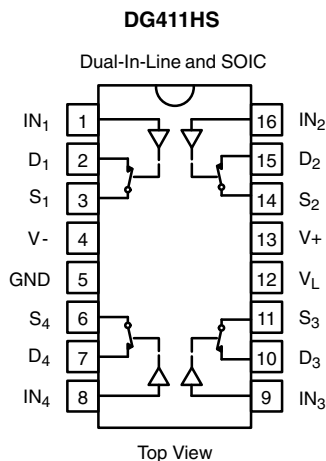 DG411HS
Dual-In-Line and SOIC
IN1 1 16 IN2
D1 2 15 D2
S1 3 14 S2
V- 4 13 V+
GND 5 12 VL
S4 6 11 S3
D4 7 10 D3
IN4 8 9 IN3
Top View